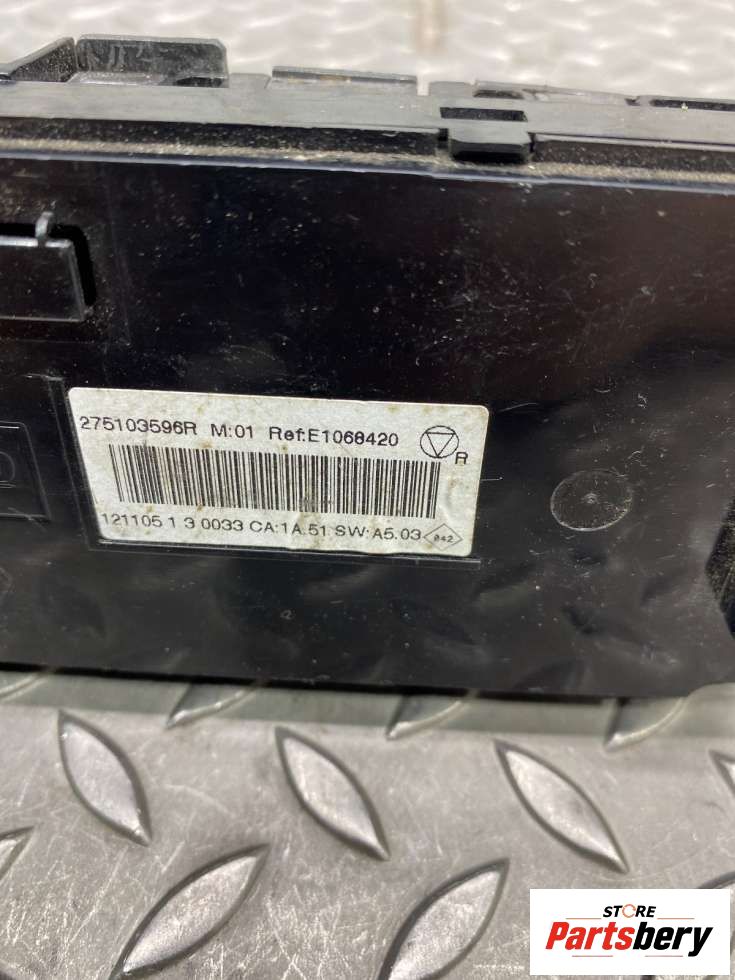 275103596R M:01 Ref:E1068420
R
121105 1 3 0033 CA:1A.51 SW:A5.03 042
STORE
Partsbery